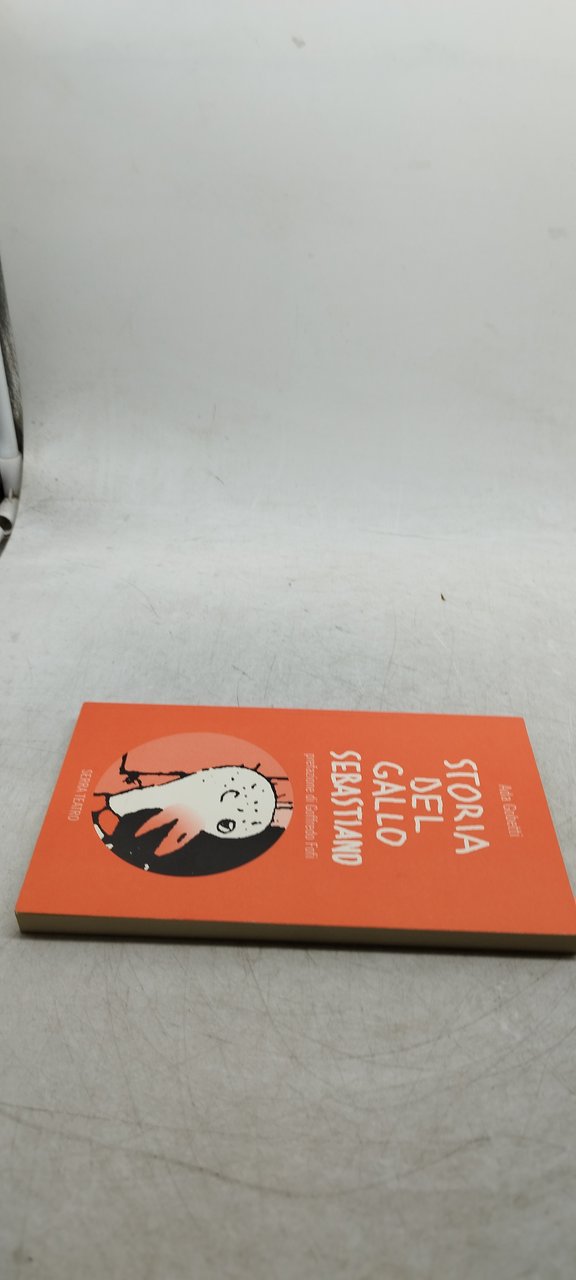 Ada Gobetti
STORIA
DEL
GALLO
SEBASTIANO
prefazione di Goffredo Fofi
SERRA TEATRO